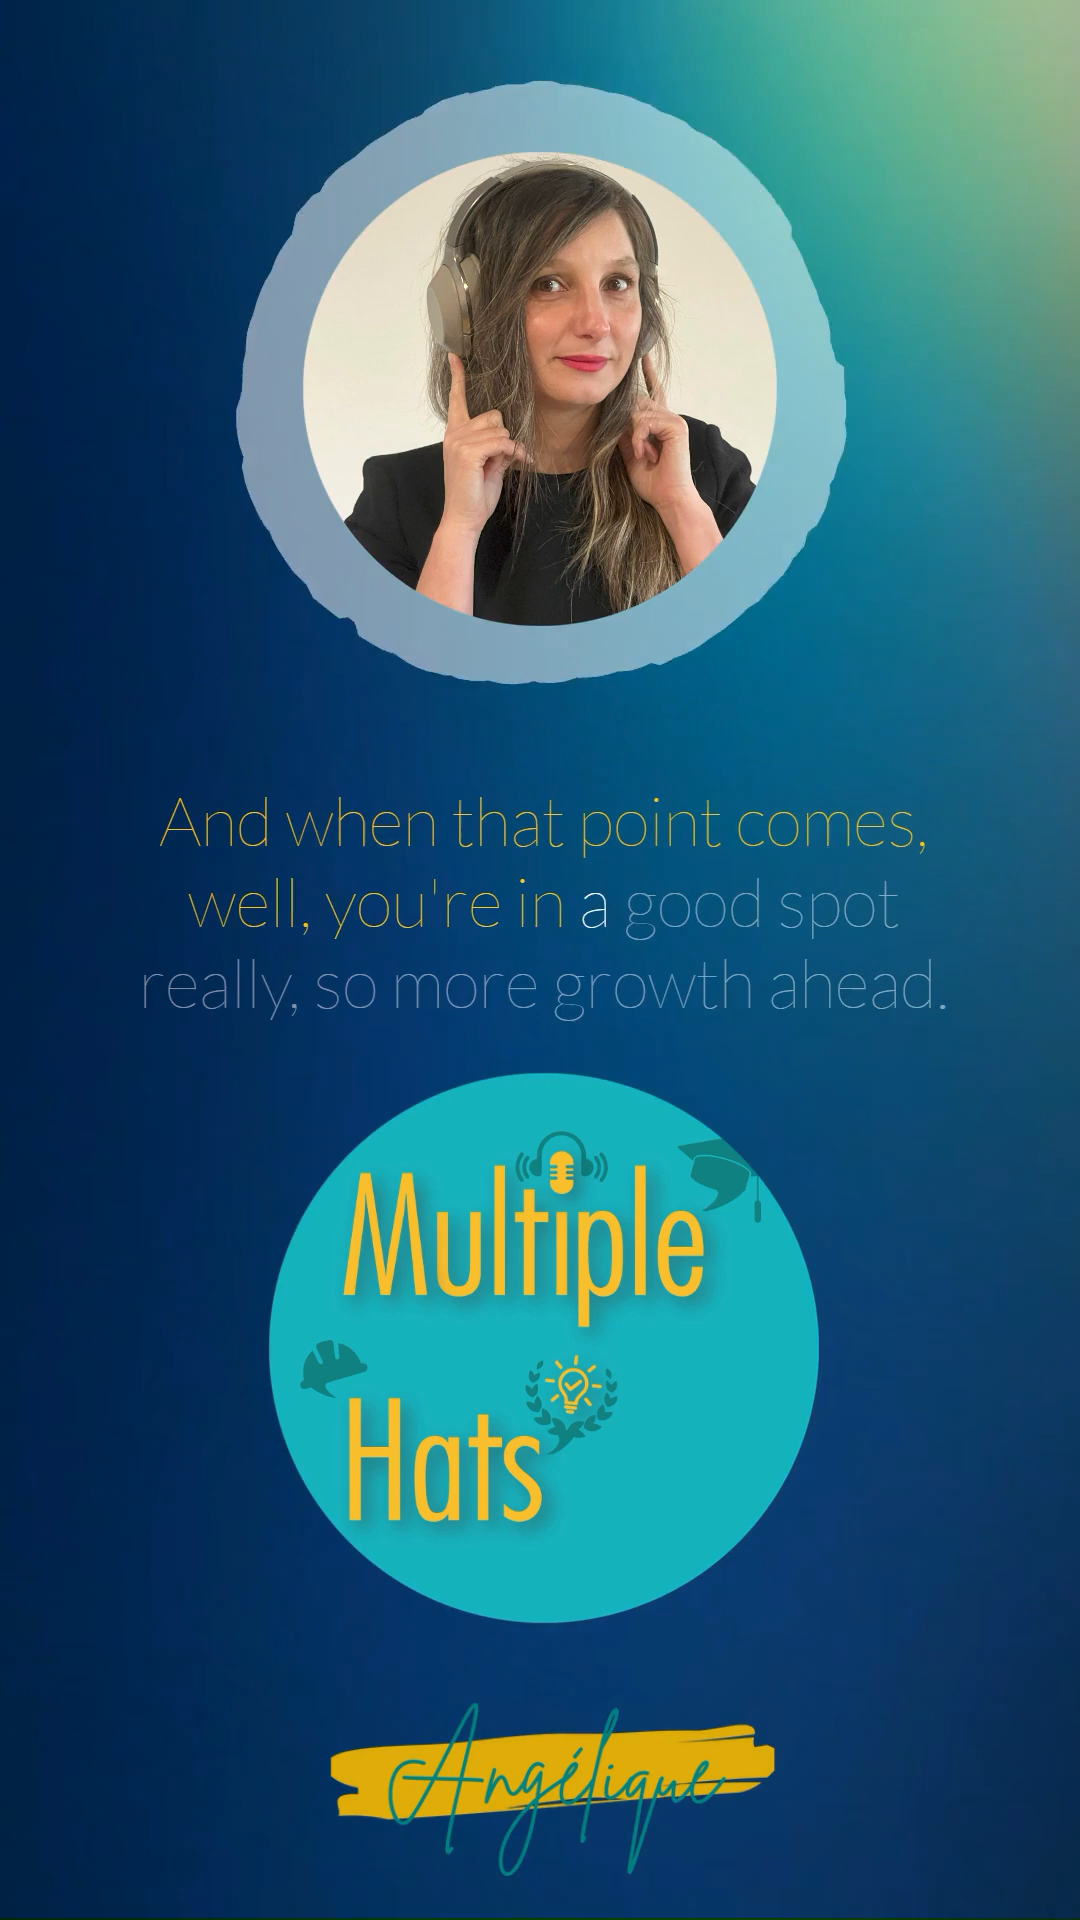 And when that point comes,
well, you're in a good spot
really, so more growth ahead.
Multiple
Hats
Angélique